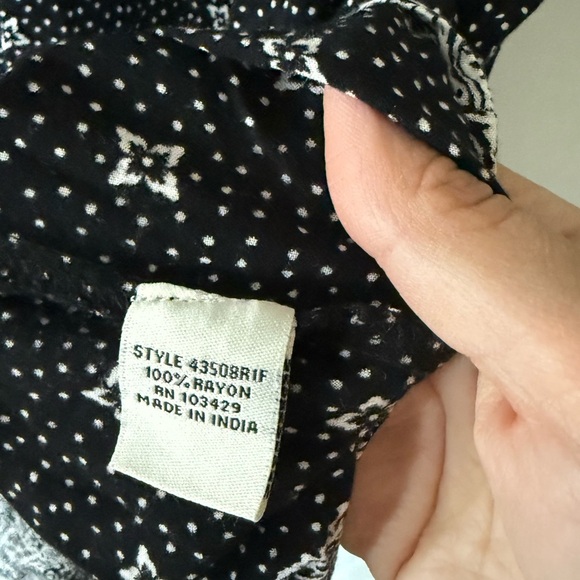 STYLE 43508R1F
100% RAYON
RN 103429
MADE IN INDIA